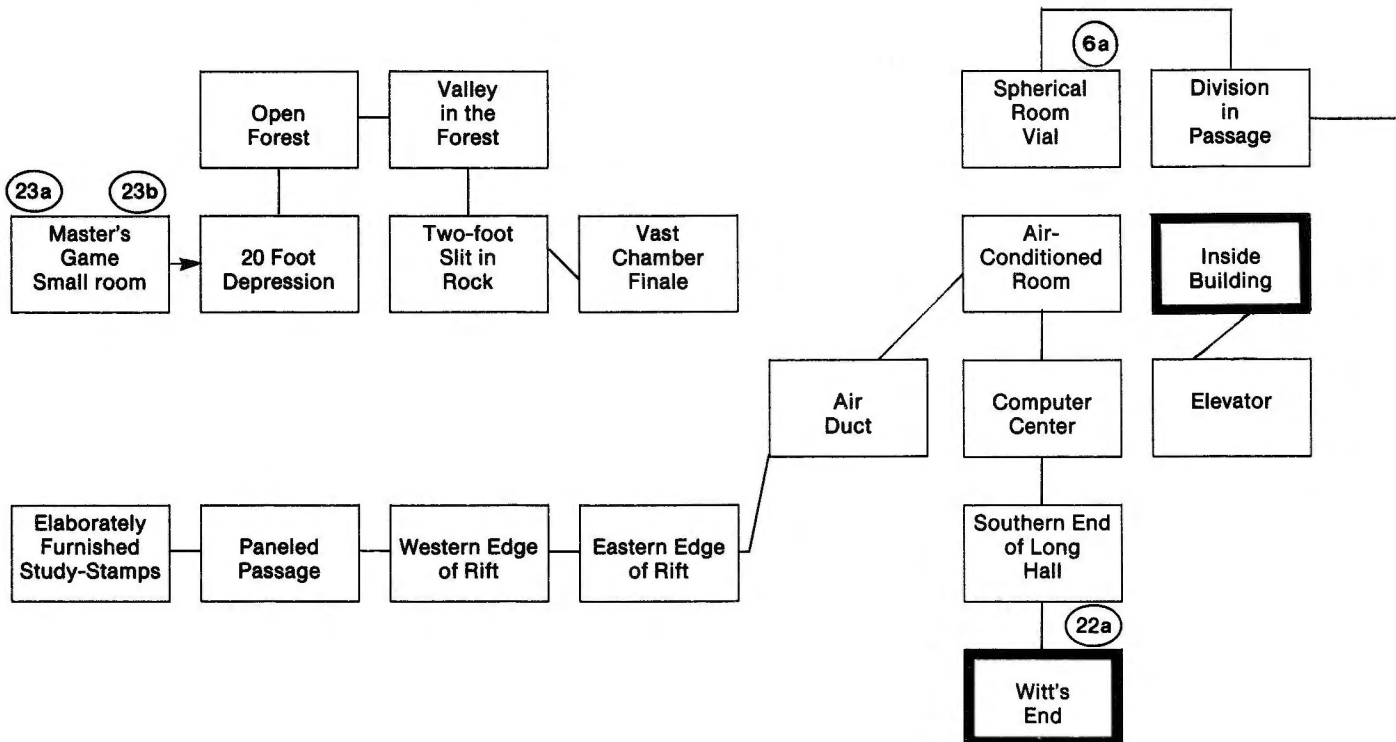 6a
Open
Forest
Valley
in the
Forest
Spherical
Room
Vial
Division
in
Passage
23a
23b
Master's
Game
Small room
20 Foot
Depression
Two-foot
Slit in
Rock
Vast
Chamber
Finale
Air-
Conditioned
Room
Inside
Building
Air
Duct
Computer
Center
Elevator
Elaborately
Furnished
Study-Stamps
Paneled
Passage
Western Edge
of Rift
Eastern Edge
of Rift
Southern End
of Long
Hall
22a
Witt's
End